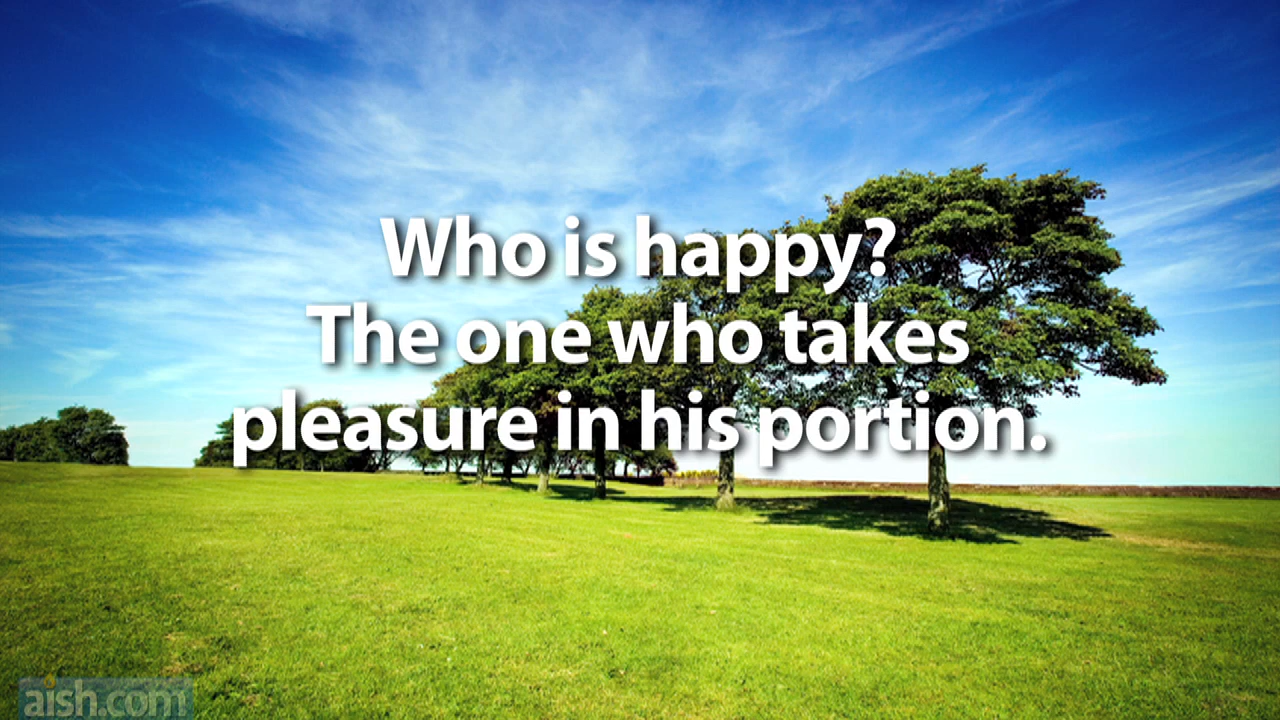 Who is happy?
The one who takes
pleasure in his portion.
aish.com